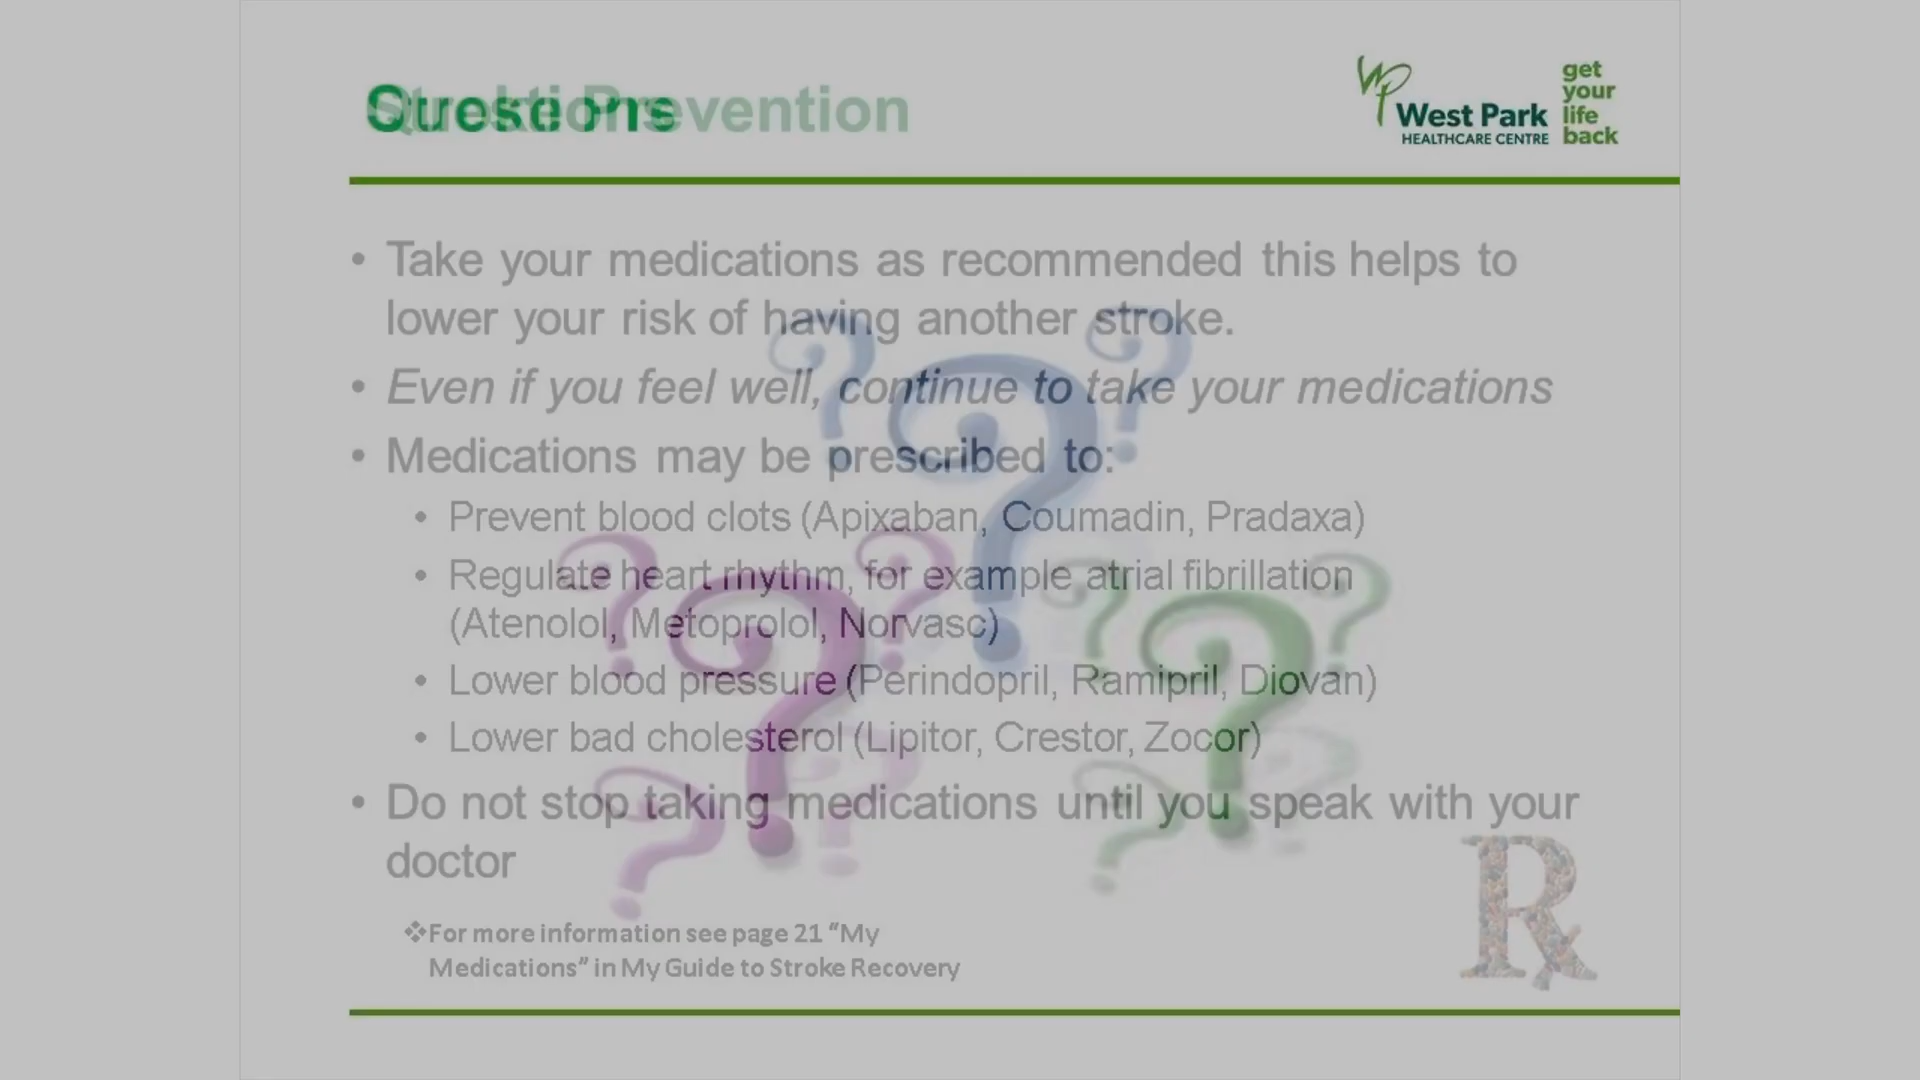 Stroke Prevention
Questions
West Park
HEALTHCARE CENTRE
get
your
life
back
• Take your medications as recommended this helps to
lower your risk of having another stroke.
• Even if you feel well, continue to take your medications
• Medications may be prescribed to:
• Prevent blood clots (Apixaban, Coumadin, Pradaxa)
• Regulate heart rhythm, for example atrial fibrillation
(Atenolol, Metoprolol, Norvasc)
• Lower blood pressure (Perindopril, Ramipril, Diovan)
• Lower bad cholesterol (Lipitor, Crestor, Zocor)
• Do not stop taking medications until you speak with your
doctor
❖For more information see page 21 “My
Medications” in My Guide to Stroke Recovery